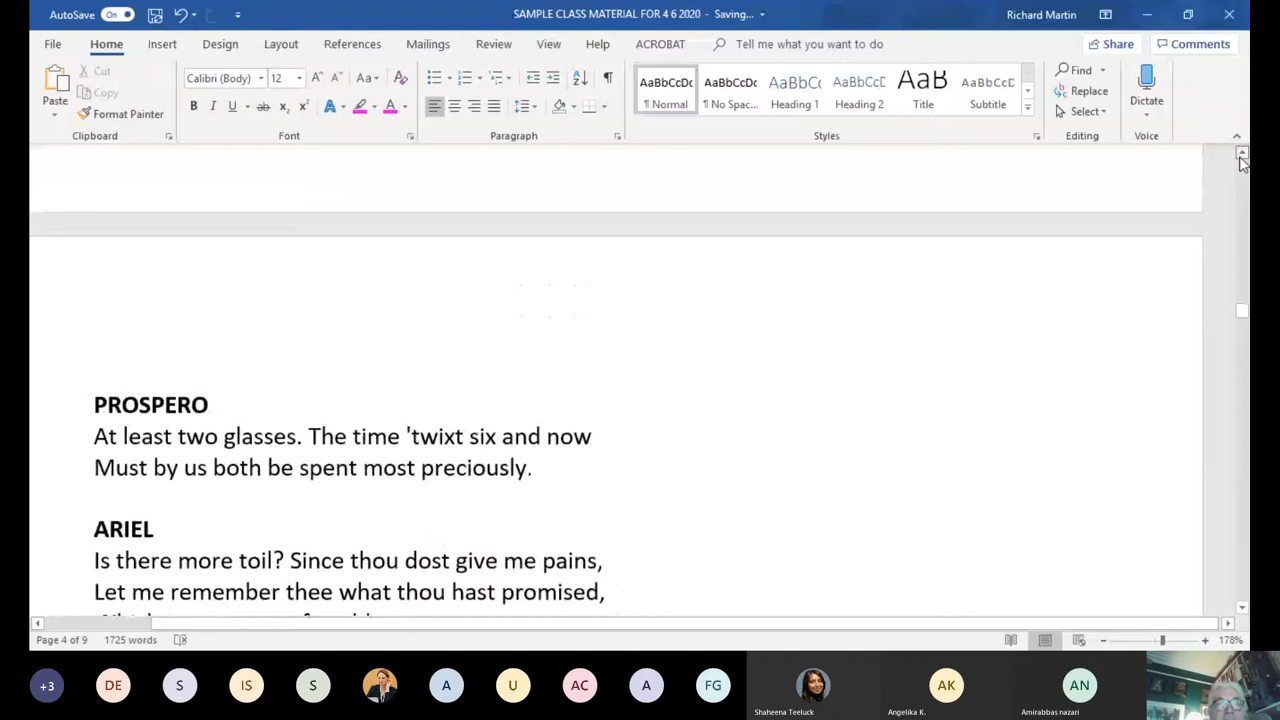 AutoSave On SAMPLE CLASS MATERIAL FOR 4 6 2020 - Saving... Richard Martin
File Home Insert Design Layout References Mailings Review View Help ACROBAT Tell me what you want to do Share Comments
Paste Cut Copy Format Painter
Calibri (Body) 12 Aa
B I U ab x₂ x² A A
AaBbCcDc AaBbCcDc AaBbCc AaBbCcE AaB AaBbCcD
¶ Normal ¶ No Spac... Heading 1 Heading 2 Title Subtitle
Find Replace Select Dictate
Clipboard Font Paragraph Styles Editing Voice
PROSPERO
At least two glasses. The time 'twixt six and now
Must by us both be spent most preciously.
ARIEL
Is there more toil? Since thou dost give me pains,
Let me remember thee what thou hast promised,
Page 4 of 9 1725 words 178%
+3 DE S IS S A U AC A FG AK AN
Shaheena Teeluck Angelika K. Amirabbas nazari